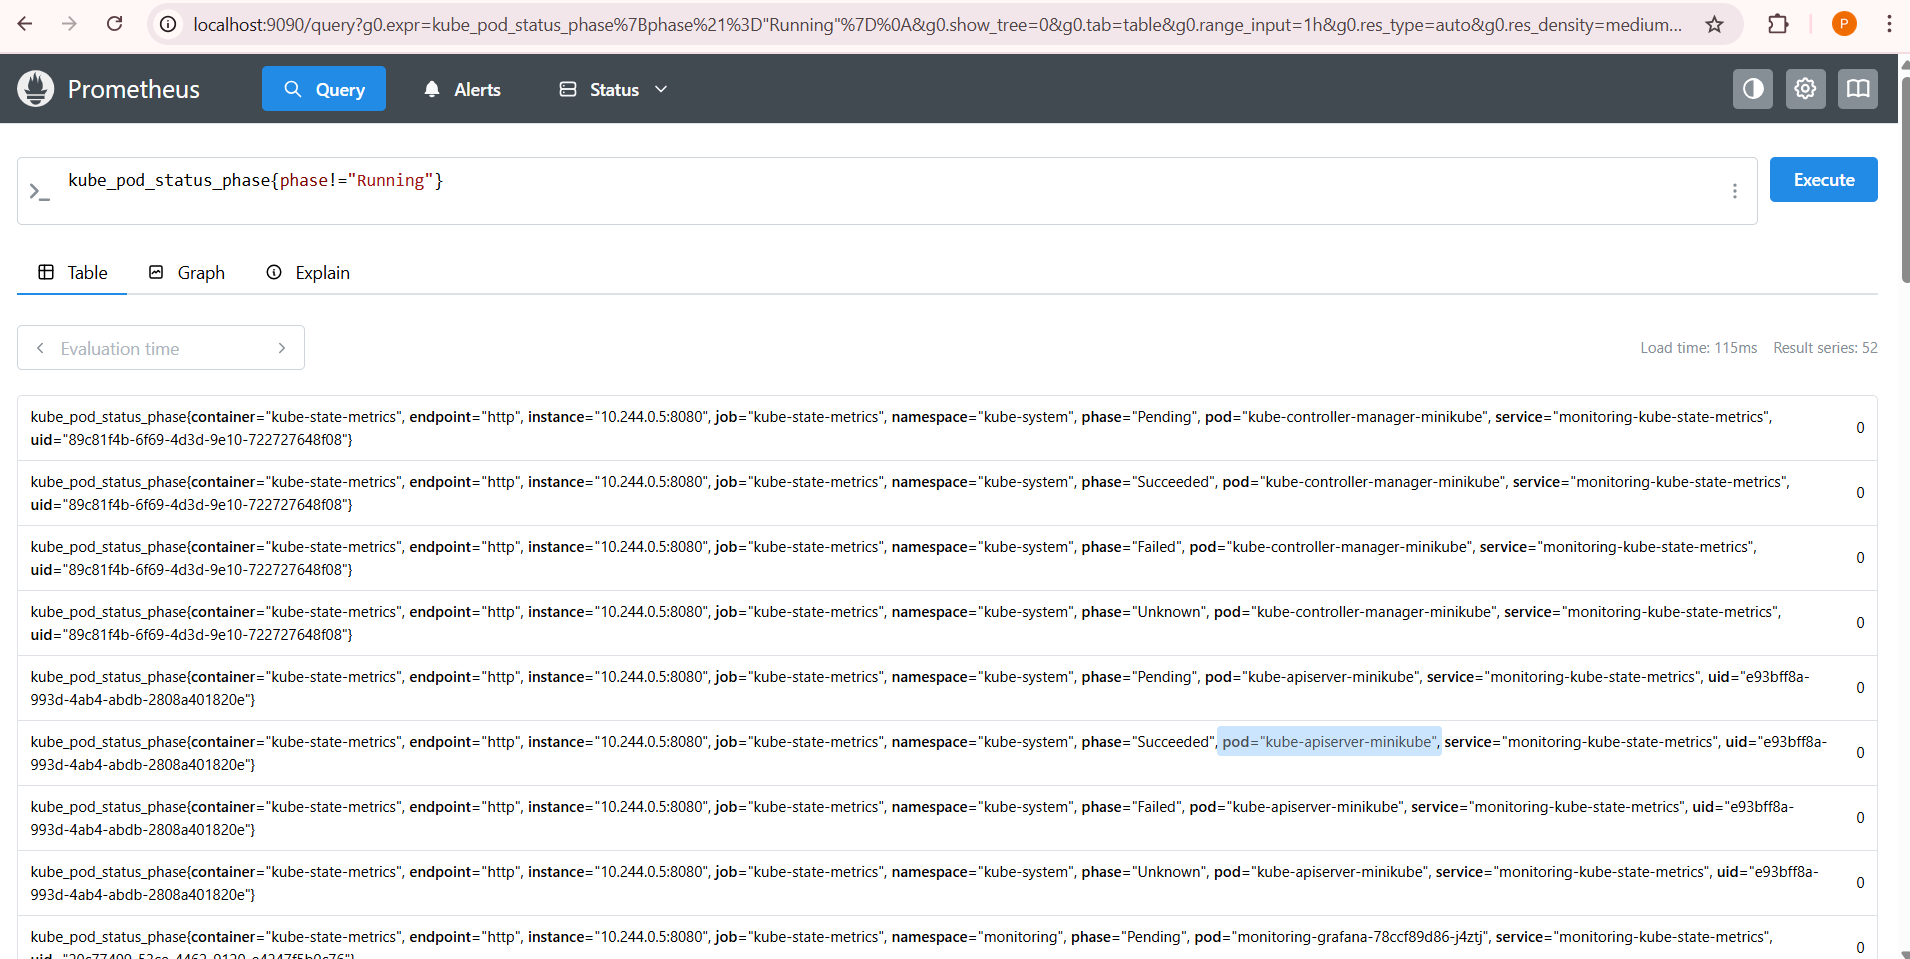 localhost:9090/query?g0.expr=kube_pod_status_phase%7Bphase%21%3D"Running"%7D%0A&g0.show_tree=0&g0.tab=table&g0.range_input=1h&g0.res_type=auto&g0.res_density=medium...
P
Prometheus
Query
Alerts
Status
kube_pod_status_phase{phase!="Running"}
Execute
Table
Graph
Explain
Evaluation time
Load time: 115ms Result series: 52
kube_pod_status_phase{container="kube-state-metrics", endpoint="http", instance="10.244.0.5:8080", job="kube-state-metrics", namespace="kube-system", phase="Pending", pod="kube-controller-manager-minikube", service="monitoring-kube-state-metrics",
uid="89c81f4b-6f69-4d3d-9e10-722727648f08"}
0
kube_pod_status_phase{container="kube-state-metrics", endpoint="http", instance="10.244.0.5:8080", job="kube-state-metrics", namespace="kube-system", phase="Succeeded", pod="kube-controller-manager-minikube", service="monitoring-kube-state-metrics",
uid="89c81f4b-6f69-4d3d-9e10-722727648f08"}
0
kube_pod_status_phase{container="kube-state-metrics", endpoint="http", instance="10.244.0.5:8080", job="kube-state-metrics", namespace="kube-system", phase="Failed", pod="kube-controller-manager-minikube", service="monitoring-kube-state-metrics",
uid="89c81f4b-6f69-4d3d-9e10-722727648f08"}
0
kube_pod_status_phase{container="kube-state-metrics", endpoint="http", instance="10.244.0.5:8080", job="kube-state-metrics", namespace="kube-system", phase="Unknown", pod="kube-controller-manager-minikube", service="monitoring-kube-state-metrics",
uid="89c81f4b-6f69-4d3d-9e10-722727648f08"}
0
kube_pod_status_phase{container="kube-state-metrics", endpoint="http", instance="10.244.0.5:8080", job="kube-state-metrics", namespace="kube-system", phase="Pending", pod="kube-apiserver-minikube", service="monitoring-kube-state-metrics", uid="e93bff8a-
993d-4ab4-abdb-2808a401820e"}
0
kube_pod_status_phase{container="kube-state-metrics", endpoint="http", instance="10.244.0.5:8080", job="kube-state-metrics", namespace="kube-system", phase="Succeeded", pod="kube-apiserver-minikube", service="monitoring-kube-state-metrics", uid="e93bff8a-
993d-4ab4-abdb-2808a401820e"}
0
kube_pod_status_phase{container="kube-state-metrics", endpoint="http", instance="10.244.0.5:8080", job="kube-state-metrics", namespace="kube-system", phase="Failed", pod="kube-apiserver-minikube", service="monitoring-kube-state-metrics", uid="e93bff8a-
993d-4ab4-abdb-2808a401820e"}
0
kube_pod_status_phase{container="kube-state-metrics", endpoint="http", instance="10.244.0.5:8080", job="kube-state-metrics", namespace="kube-system", phase="Unknown", pod="kube-apiserver-minikube", service="monitoring-kube-state-metrics", uid="e93bff8a-
993d-4ab4-abdb-2808a401820e"}
0
kube_pod_status_phase{container="kube-state-metrics", endpoint="http", instance="10.244.0.5:8080", job="kube-state-metrics", namespace="monitoring", phase="Pending", pod="monitoring-grafana-78ccf89d86-j4ztj", service="monitoring-kube-state-metrics",
0